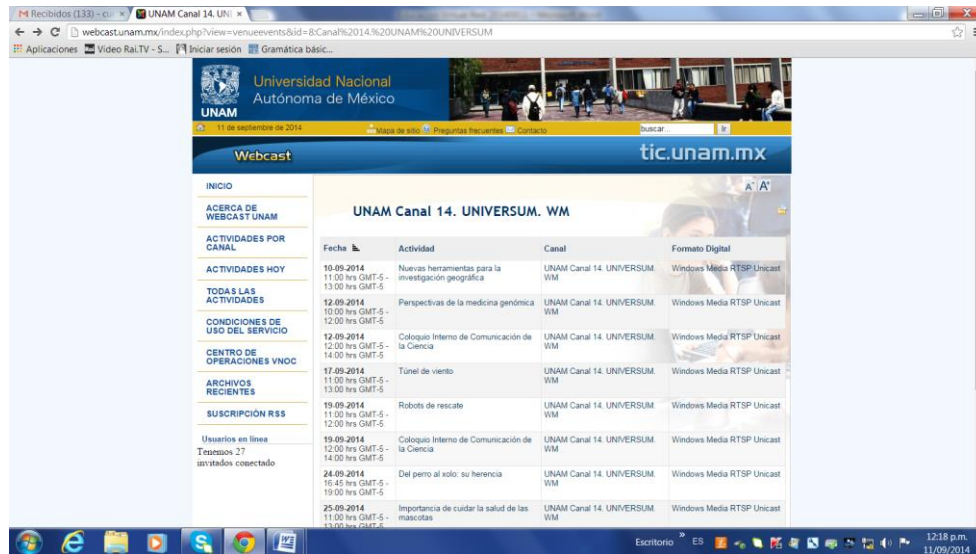 Recibidos (133) - cu
UNAM Canal 14. UNI
webcast.unam.mx/index.php?view=venueevents&id=8:Canal%2014.%20UNAM%20UNIVERSUM
Aplicaciones Video Rai.TV - S... Iniciar sesión Gramática básic...
Universidad Nacional
Autónoma de México
UNAM
11 de septiembre de 2014 Mapa de sitio Preguntas frecuentes Contacto buscar... Ir
Webcast tic.unam.mx
INICIO
ACERCA DE
WEBCAST UNAM
ACTIVIDADES POR
CANAL
ACTIVIDADES HOY
TODAS LAS
ACTIVIDADES
CONDICIONES DE
USO DEL SERVICIO
CENTRO DE
OPERACIONES VNOC
ARCHIVOS
RECIENTES
SUSCRIPCIÓN RSS
Usuarios en línea
Tenemos 27
invitados conectado
A- A+
UNAM Canal 14. UNIVERSUM. WM
Fecha Actividad Canal Formato Digital
10-09-2014 Nuevas herramientas para la UNAM Canal 14. UNIVERSUM. Windows Media RTSP Unicast
11:00 hrs GMT-5 - investigación geográfica WM
13:00 hrs GMT-5
12-09-2014 Perspectivas de la medicina genómica UNAM Canal 14. UNIVERSUM. Windows Media RTSP Unicast
10:00 hrs GMT-5 - WM
12:00 hrs GMT-5
12-09-2014 Coloquio Interno de Comunicación de UNAM Canal 14. UNIVERSUM. Windows Media RTSP Unicast
12:00 hrs GMT-5 - la Ciencia WM
14:00 hrs GMT-5
17-09-2014 Túnel de viento UNAM Canal 14. UNIVERSUM. Windows Media RTSP Unicast
11:00 hrs GMT-5 - WM
13:00 hrs GMT-5
19-09-2014 Robots de rescate UNAM Canal 14. UNIVERSUM. Windows Media RTSP Unicast
11:00 hrs GMT-5 - WM
12:00 hrs GMT-5
19-09-2014 Coloquio Interno de Comunicación de UNAM Canal 14. UNIVERSUM. Windows Media RTSP Unicast
12:00 hrs GMT-5 - la Ciencia WM
14:00 hrs GMT-5
24-09-2014 Del perro al xolo: su herencia UNAM Canal 14. UNIVERSUM. Windows Media RTSP Unicast
16:45 hrs GMT-5 - WM
19:00 hrs GMT-5
25-09-2014 Importancia de cuidar la salud de las UNAM Canal 14. UNIVERSUM. Windows Media RTSP Unicast
11:00 hrs GMT-5 - mascotas WM
13:00 hrs GMT-5
Escritorio » ES 12:18 p.m.
11/09/2014